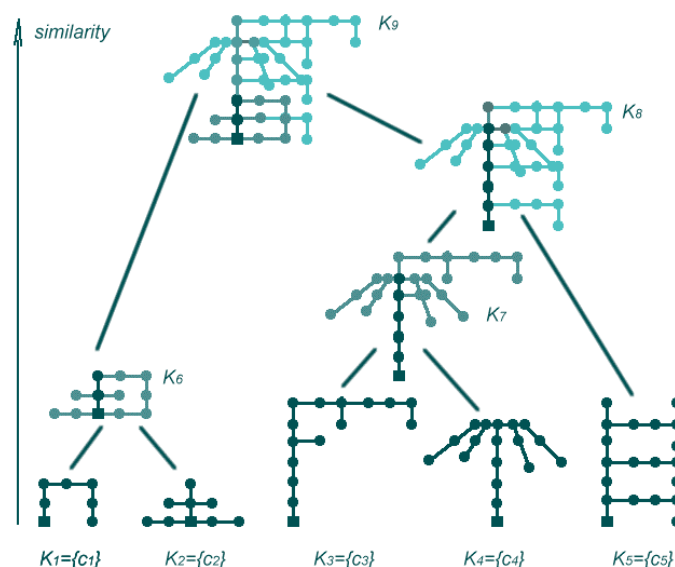 similarity
K9
K8
K7
K6
K1={c1}
K2={c2}
K3={c3}
K4={c4}
K5={c5}